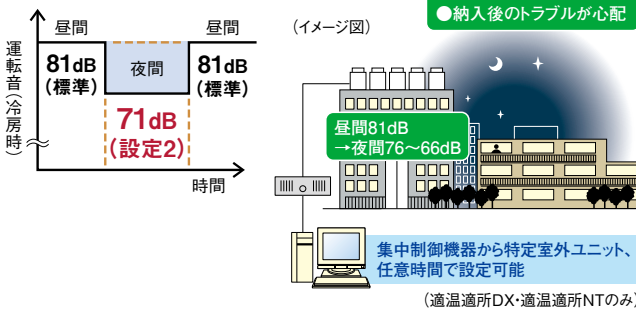 ●納入後のトラブルが心配
運転音(冷房時)
昼間
昼間
81dB
(標準)
夜間
81dB
(標準)
71dB
(設定2)
時間
(イメージ図)
昼間81dB
→夜間76〜66dB
集中制御機器から特定室外ユニット、
任意時間で設定可能
(適温適所DX・適温適所NTのみ)